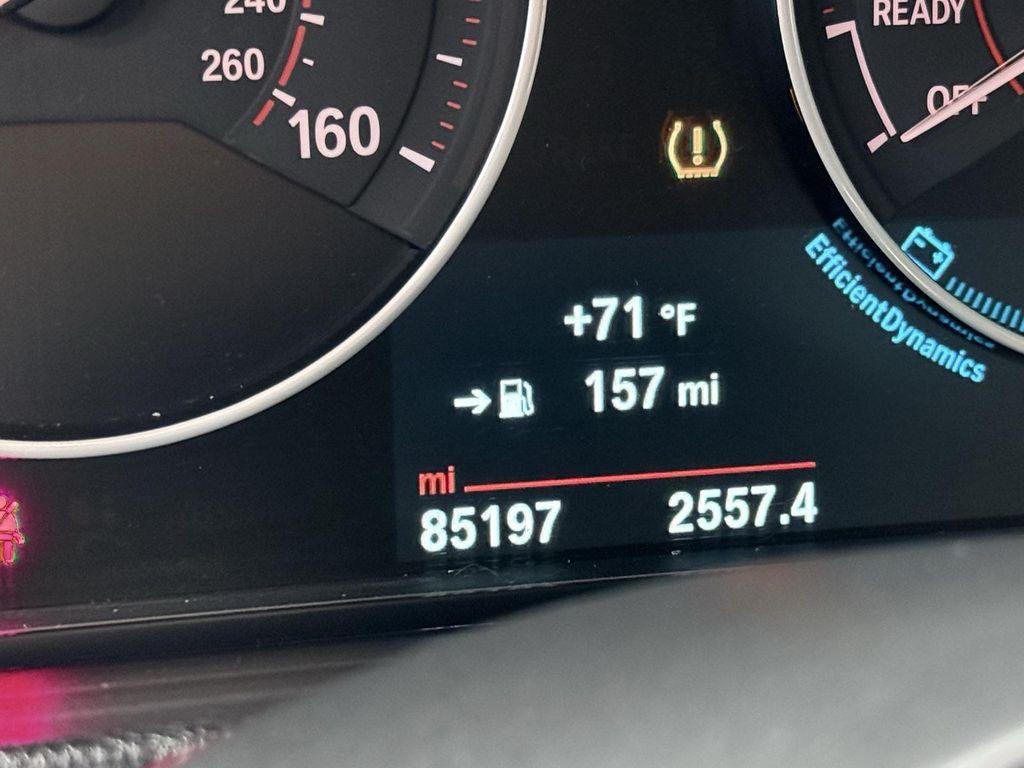 240
260
160
READY
OFF
EfficientDynamics
+71 °F
157 mi
mi
85197 2557.4